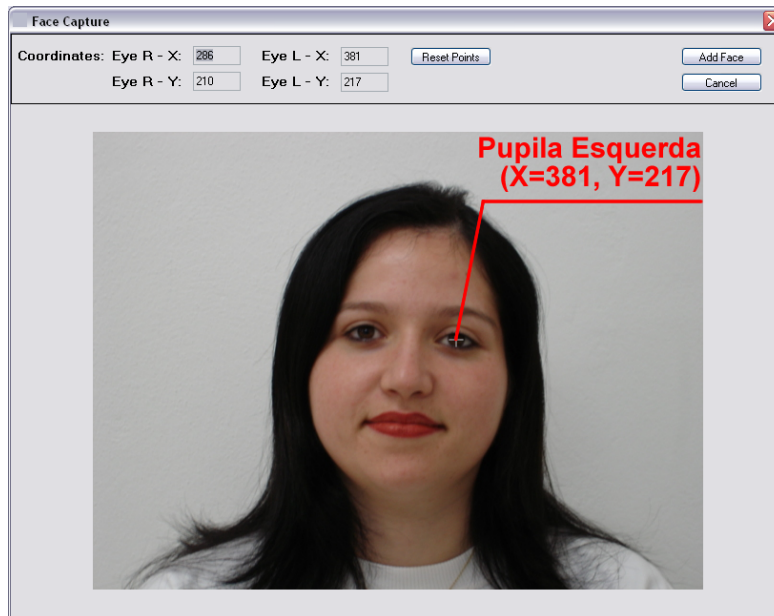 Face Capture
Coordinates: Eye R - X: 286 Eye L - X: 381 Reset Points Add Face
Eye R - Y: 210 Eye L - Y: 217 Cancel
Pupila Esquerda
(X=381, Y=217)